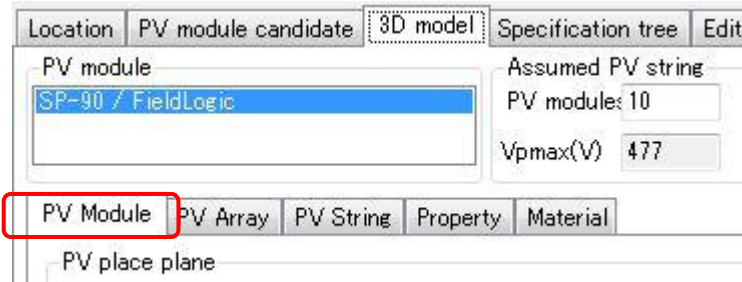 Location PV module candidate 3D model Specification tree Edit
PV module Assumed PV string
SP-90 / FieldLogic PV modules 10
Vpmax(V) 477
PV Module PV Array PV String Property Material
PV place plane